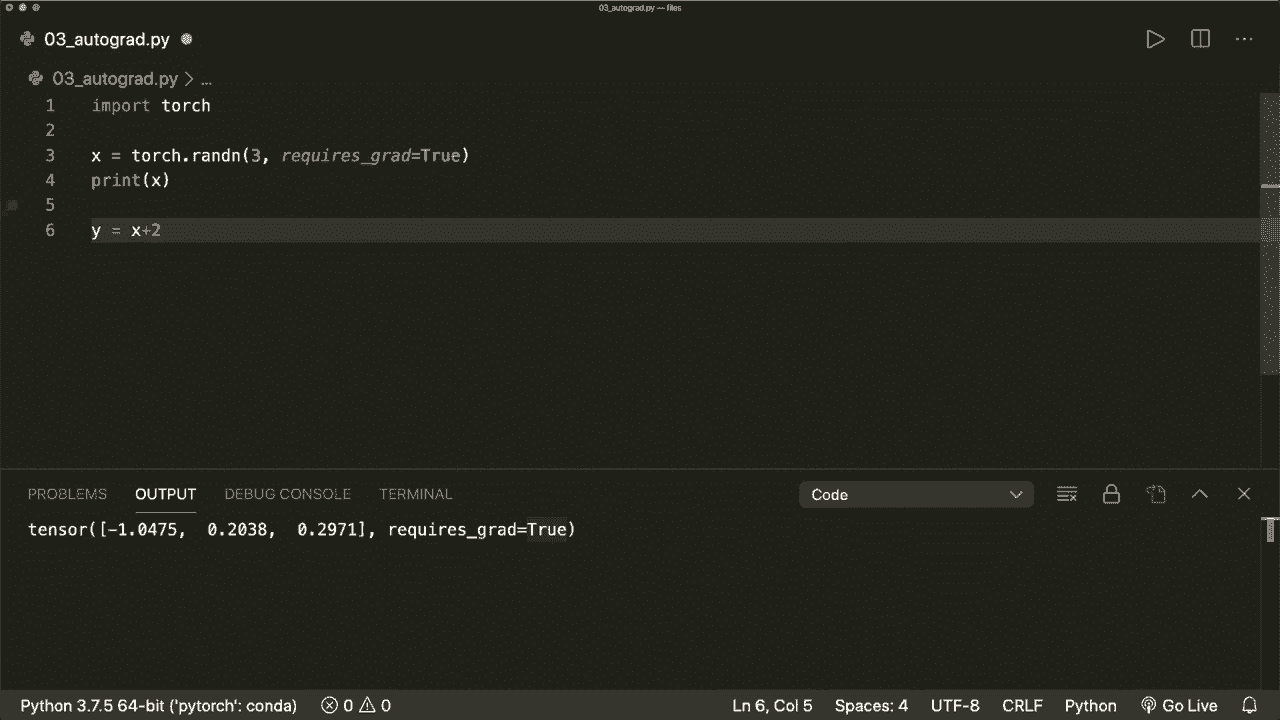 03_autograd.py — files
03_autograd.py
03_autograd.py > ...
1 import torch
2
3 x = torch.randn(3, requires_grad=True)
4 print(x)
5
6 y = x+2
PROBLEMS OUTPUT DEBUG CONSOLE TERMINAL Code
tensor([-1.0475,  0.2038,  0.2971], requires_grad=True)
Python 3.7.5 64-bit ('pytorch': conda) 0 0 Ln 6, Col 5 Spaces: 4 UTF-8 CRLF Python Go Live